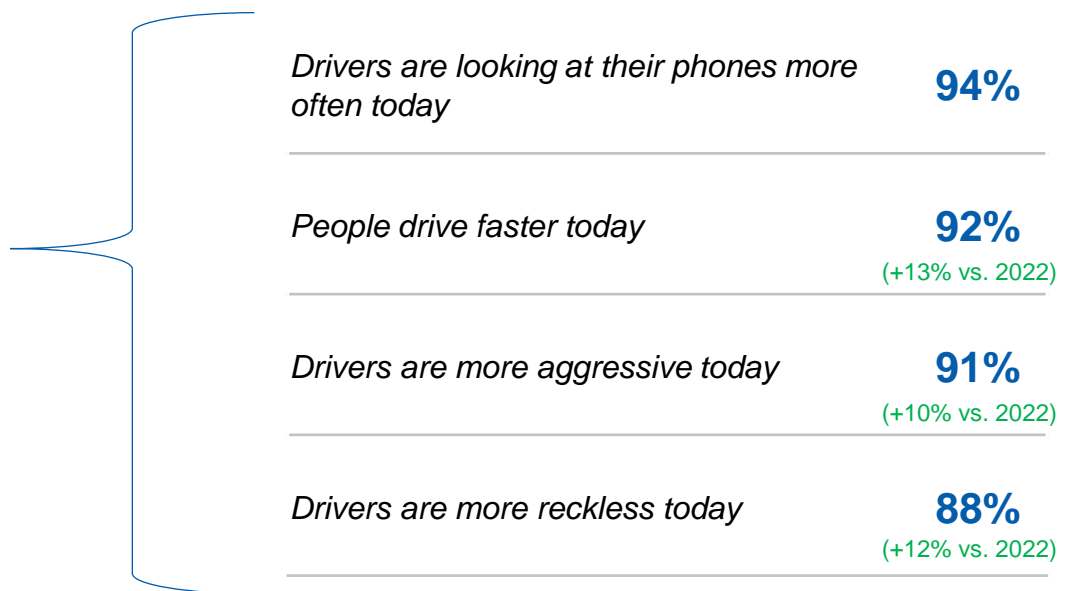 Drivers are looking at their phones more
often today
94%
People drive faster today
92%
(+13% vs. 2022)
Drivers are more aggressive today
91%
(+10% vs. 2022)
Drivers are more reckless today
88%
(+12% vs. 2022)